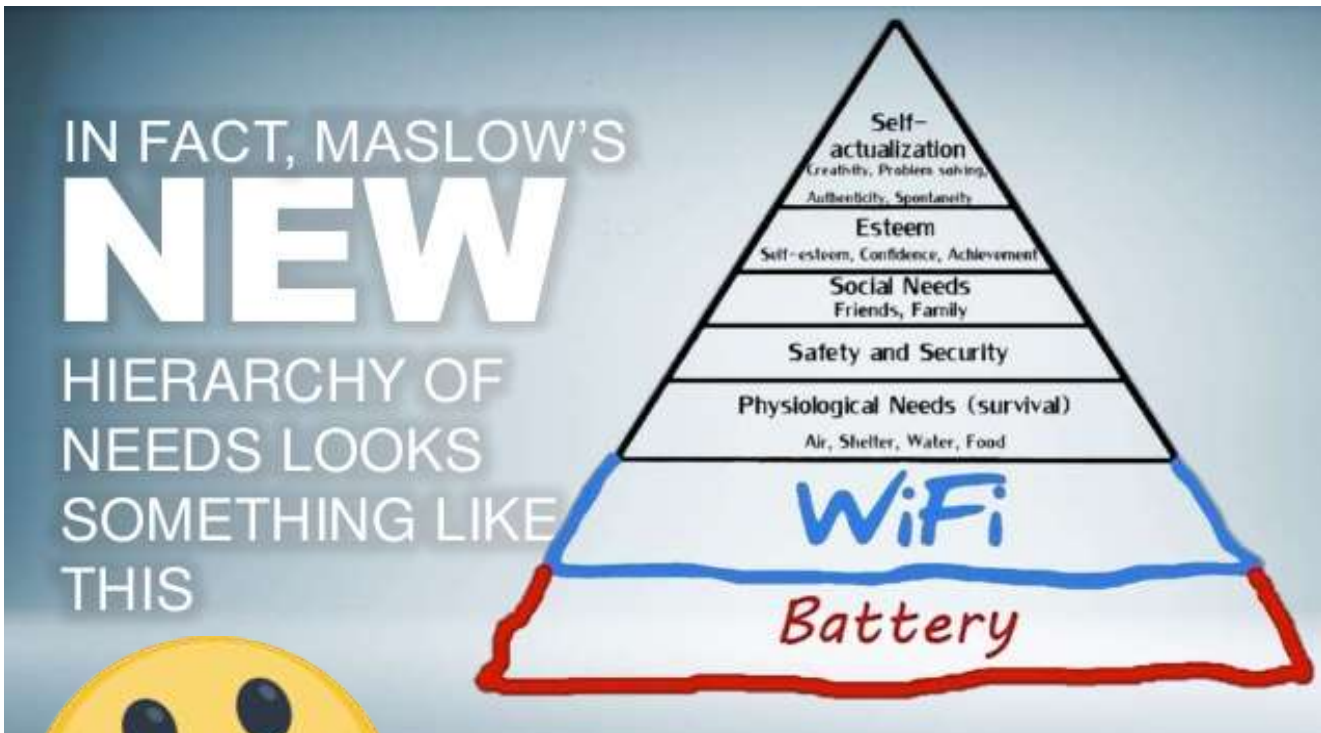 IN FACT, MASLOW'S
NEW
HIERARCHY OF
NEEDS LOOKS
SOMETHING LIKE
THIS
Self-
actualization
Creativity, Problem solving,
Authenticity, Spontaneity
Esteem
Self-esteem, Confidence, Achievement
Social Needs
Friends, Family
Safety and Security
Physiological Needs (survival)
Air, Shelter, Water, Food
WiFi
Battery